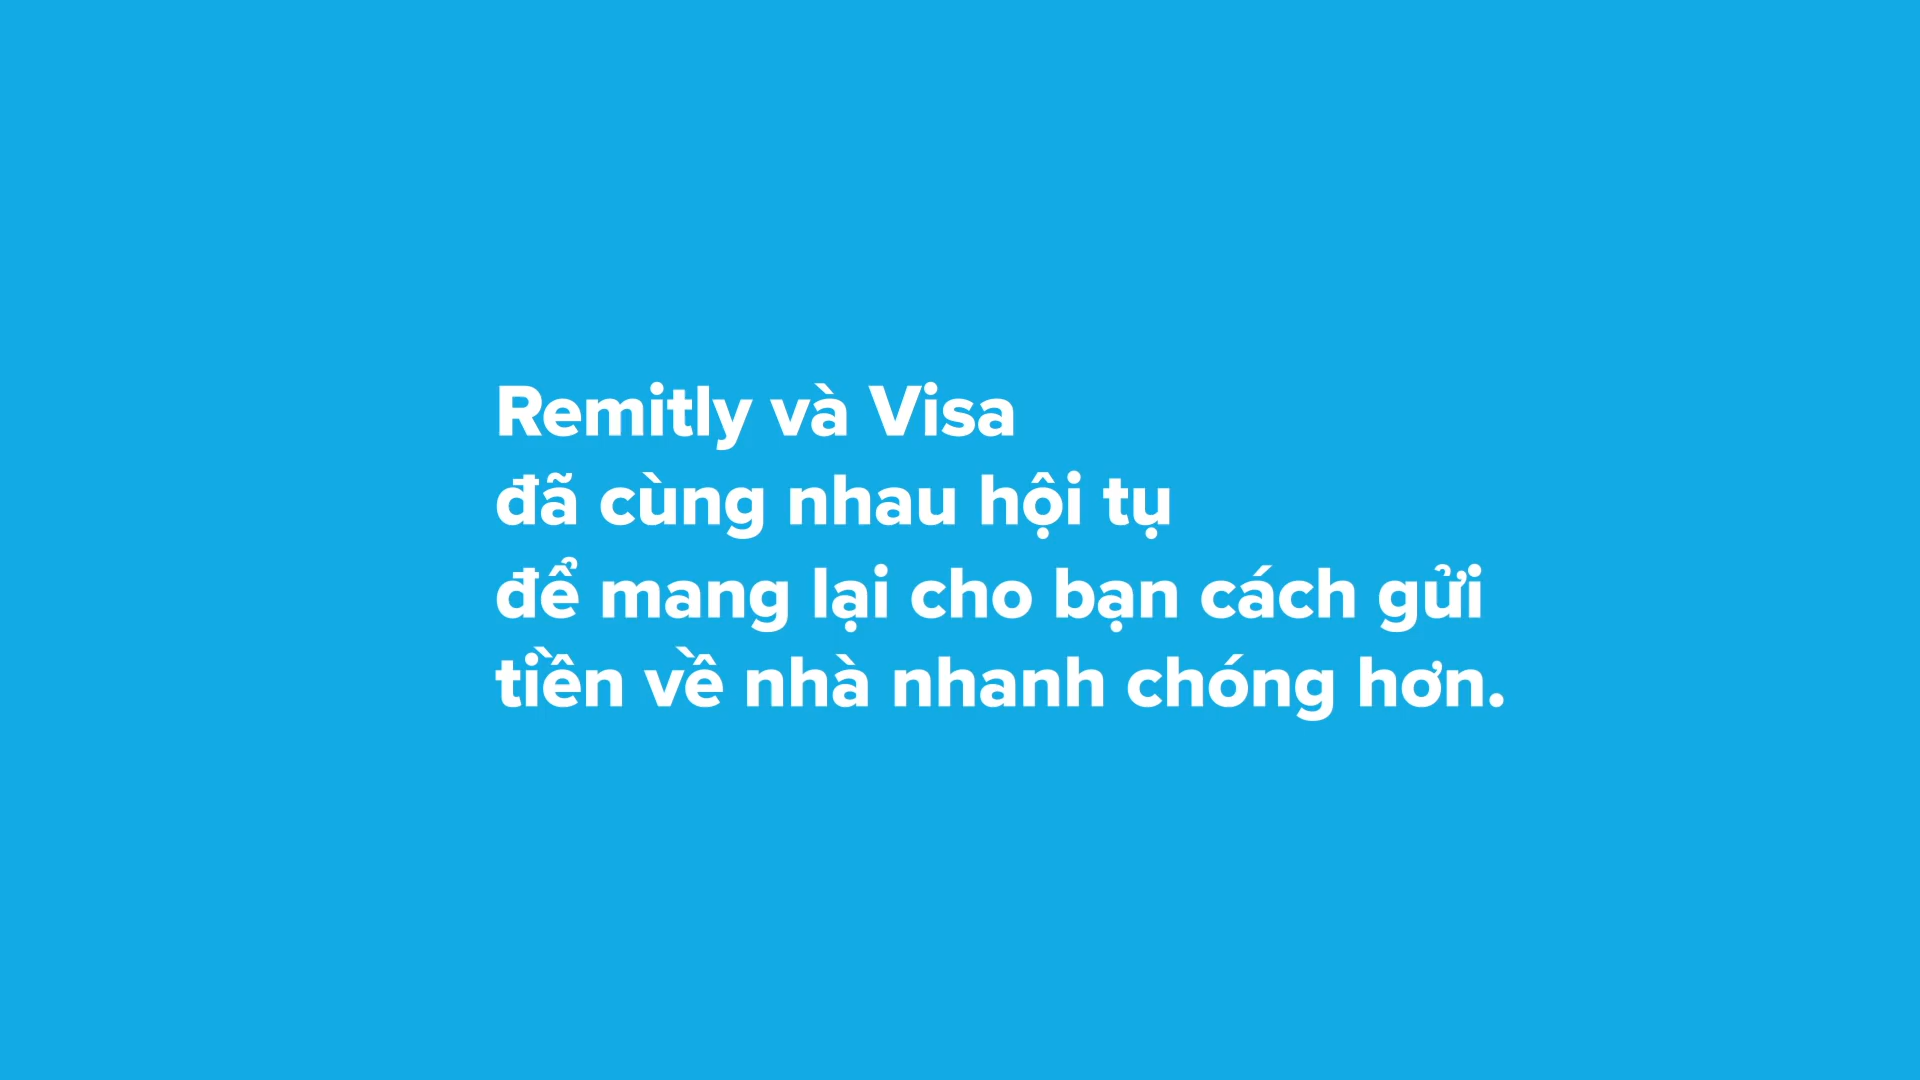 Remitly và Visa
đã cùng nhau hội tụ
để mang lại cho bạn cách gửi
tiền về nhà nhanh chóng hơn.